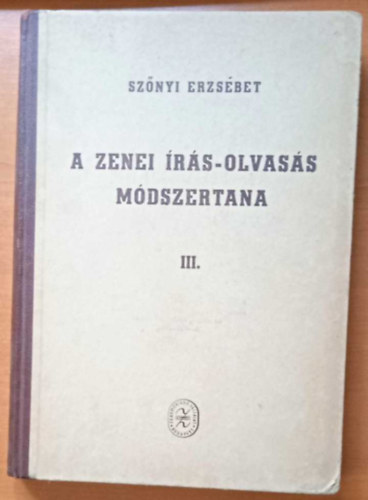 SZŐNYI ERZSÉBET
A ZENEI ÍRÁS-OLVASÁS
MÓDSZERTANA
III.